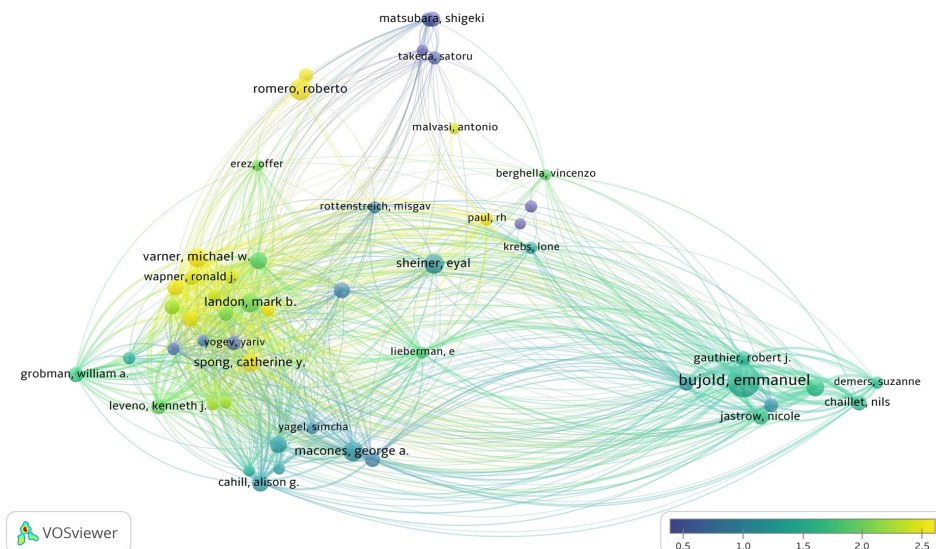 matsubara, shigeki
takeda, satoru
romero, roberto
malvasi, antonio
erez, offer
berghella, vincenzo
rottenstreich, misgav
paul, rh
krebs, lone
varner, michael w.
sheiner, eyal
wapner, ronald j.
landon, mark b.
yogev, yariv
lieberman, e
spong, catherine y.
gauthier, robert j.
grobman, william a.
bujold, emmanuel
demers, suzanne
chaillet, nils
leveno, kenneth j.
jastrow, nicole
yagel, simcha
macones, george a.
cahill, alison g.
VOSviewer
0.5 1.0 1.5 2.0 2.5